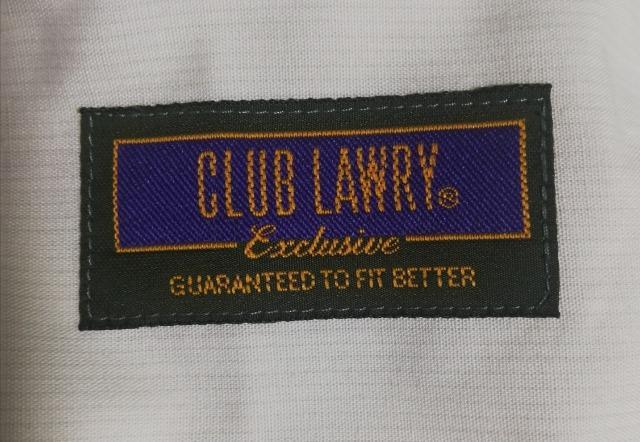 CLUB LAWRY®
Exclusive
GUARANTEED TO FIT BETTER